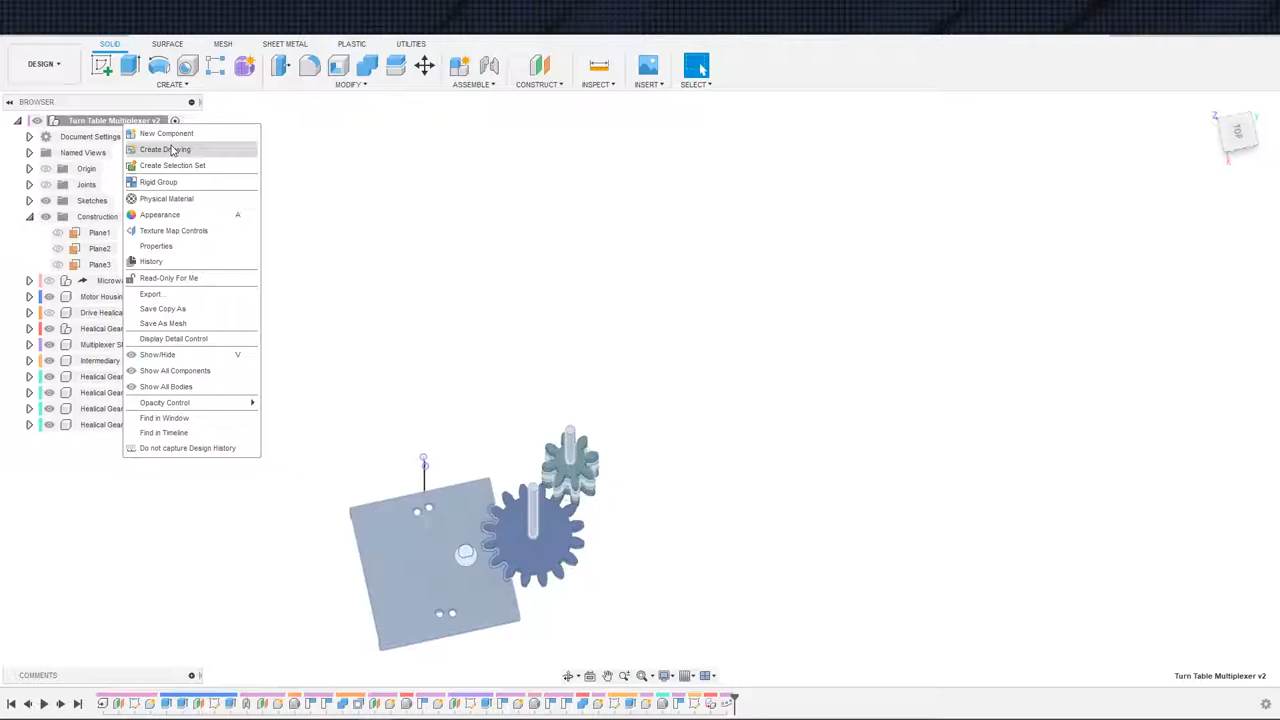 SOLID SURFACE MESH SHEET METAL PLASTIC UTILITIES
DESIGN
CREATE MODIFY ASSEMBLE CONSTRUCT INSPECT INSERT SELECT
BROWSER
Turn Table Multiplexer v2
Document Settings
Named Views
Origin
Joints
Sketches
Construction
Plane1
Plane2
Plane3
Motor Housin
Drive Healica
Healical Gear
Multiplexer S
Intermediary
Healical Gea
Healical Gea
Healical Gea
Healical Gea
New Component
Create Drawing
Create Selection Set
Rigid Group
Physical Material
Appearance A
Texture Map Controls
Properties
History
Read-Only For Me
Export...
Save Copy As
Save As Mesh
Display Detail Control
Show/Hide V
Show All Components
Show All Bodies
Opacity Control
Find in Window
Find in Timeline
Do not capture Design History
TOP
Z
Y
X
COMMENTS
Turn Table Multiplexer v2